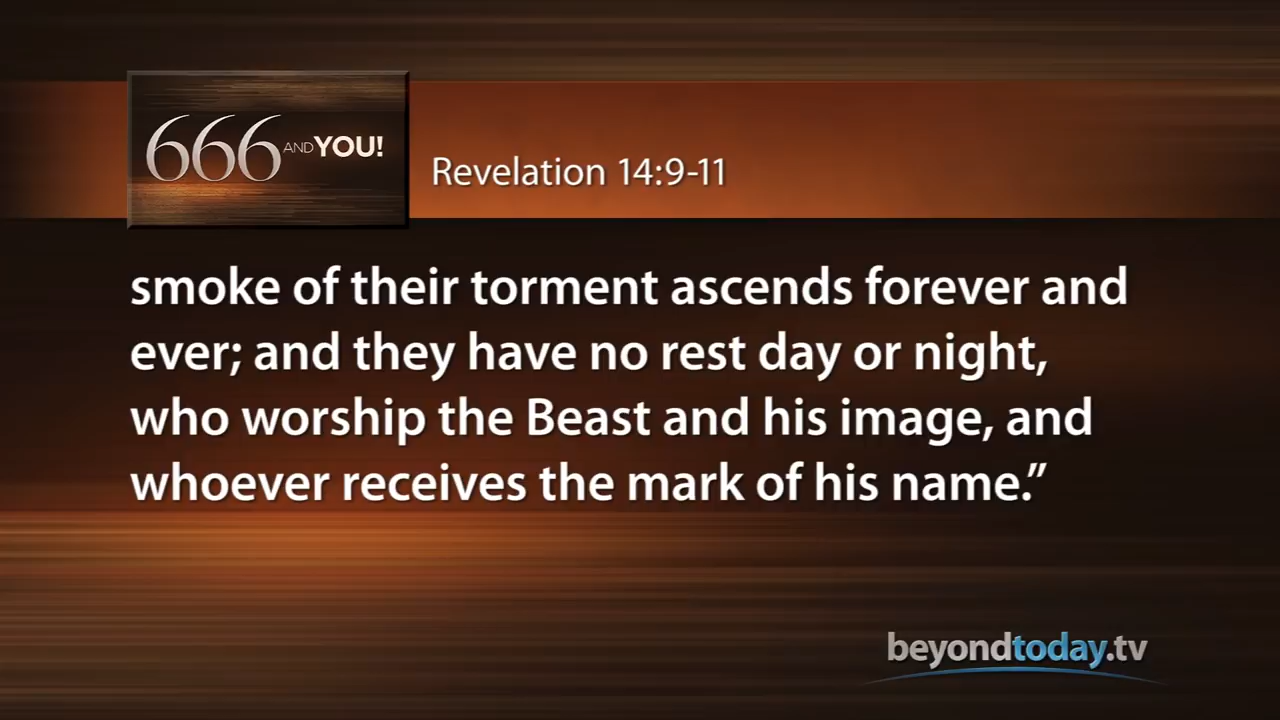 666 AND YOU!
Revelation 14:9-11
smoke of their torment ascends forever and
ever; and they have no rest day or night,
who worship the Beast and his image, and
whoever receives the mark of his name.”
beyondtoday.tv